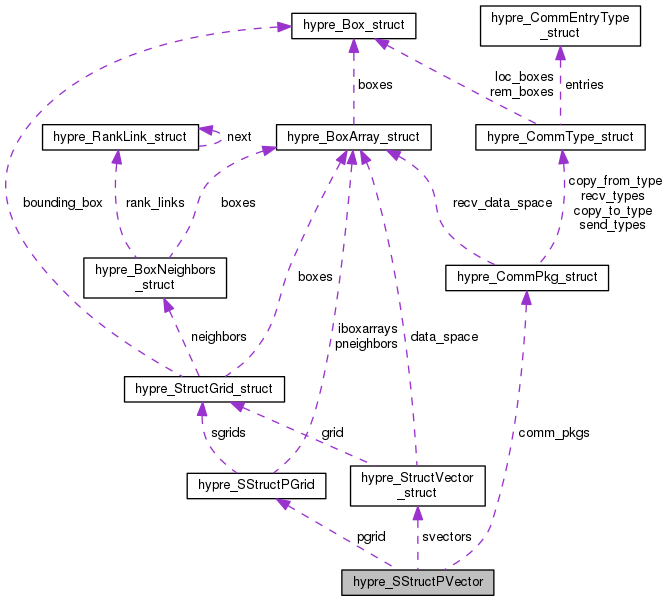 hypre_Box_struct
hypre_CommEntryType
_struct
loc_boxes
rem_boxes
entries
boxes
hypre_RankLink_struct
next
hypre_BoxArray_struct
hypre_CommType_struct
bounding_box
rank_links
boxes
recv_data_space
copy_from_type
recv_types
copy_to_type
send_types
hypre_BoxNeighbors
_struct
boxes
hypre_CommPkg_struct
neighbors
iboxarrays
pneighbors
data_space
hypre_StructGrid_struct
sgrids
grid
comm_pkgs
hypre_SStructPGrid
hypre_StructVector
_struct
pgrid
svectors
hypre_SStructPVector